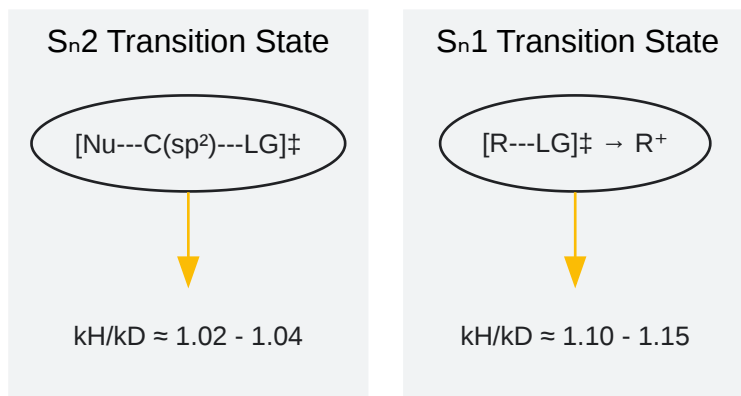 Sₙ2 Transition State
[Nu---C(sp²)---LG]‡
kH/kD ≈ 1.02 - 1.04
Sₙ1 Transition State
[R---LG]‡ → R⁺
kH/kD ≈ 1.10 - 1.15